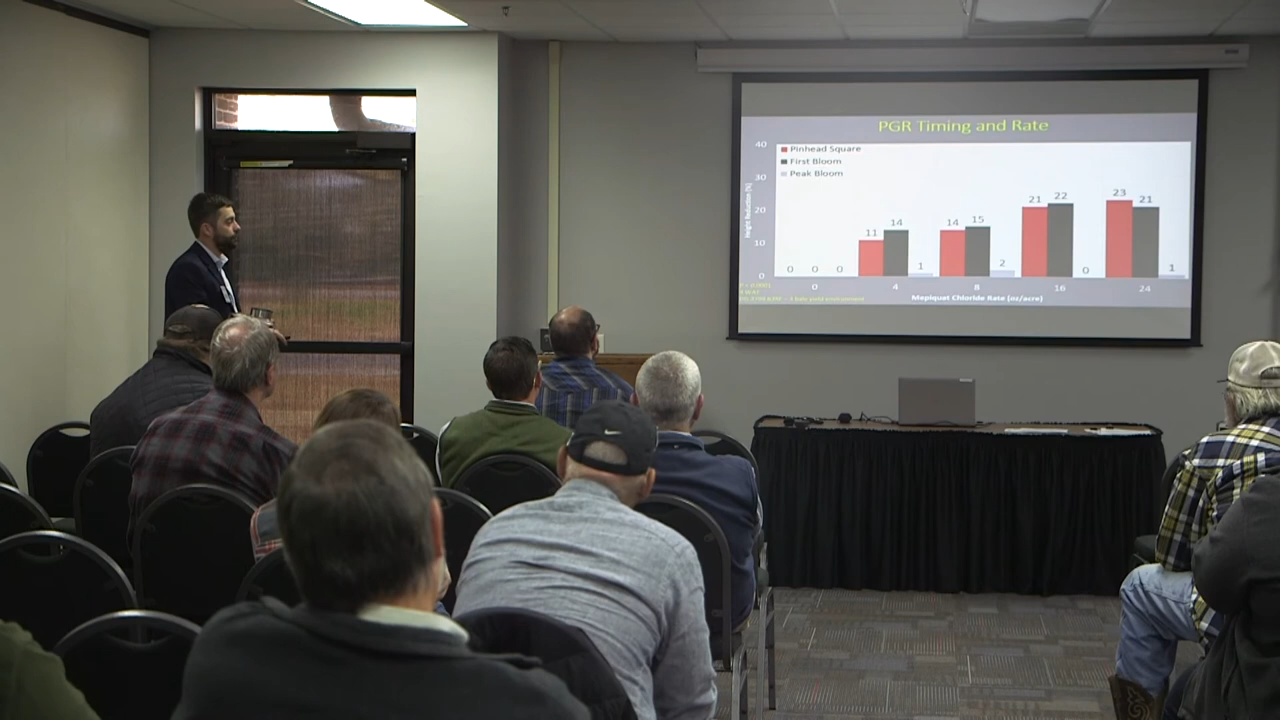 PGR Timing and Rate
40
Pinhead Square
First Bloom
Peak Bloom
30
20
10
0
Height Reduction (%)
0 0 0
11 14 1
14 15 2
21 22 0
23 21 1
0 4 8 16 24
Mepiquat Chloride Rate (oz/acre)